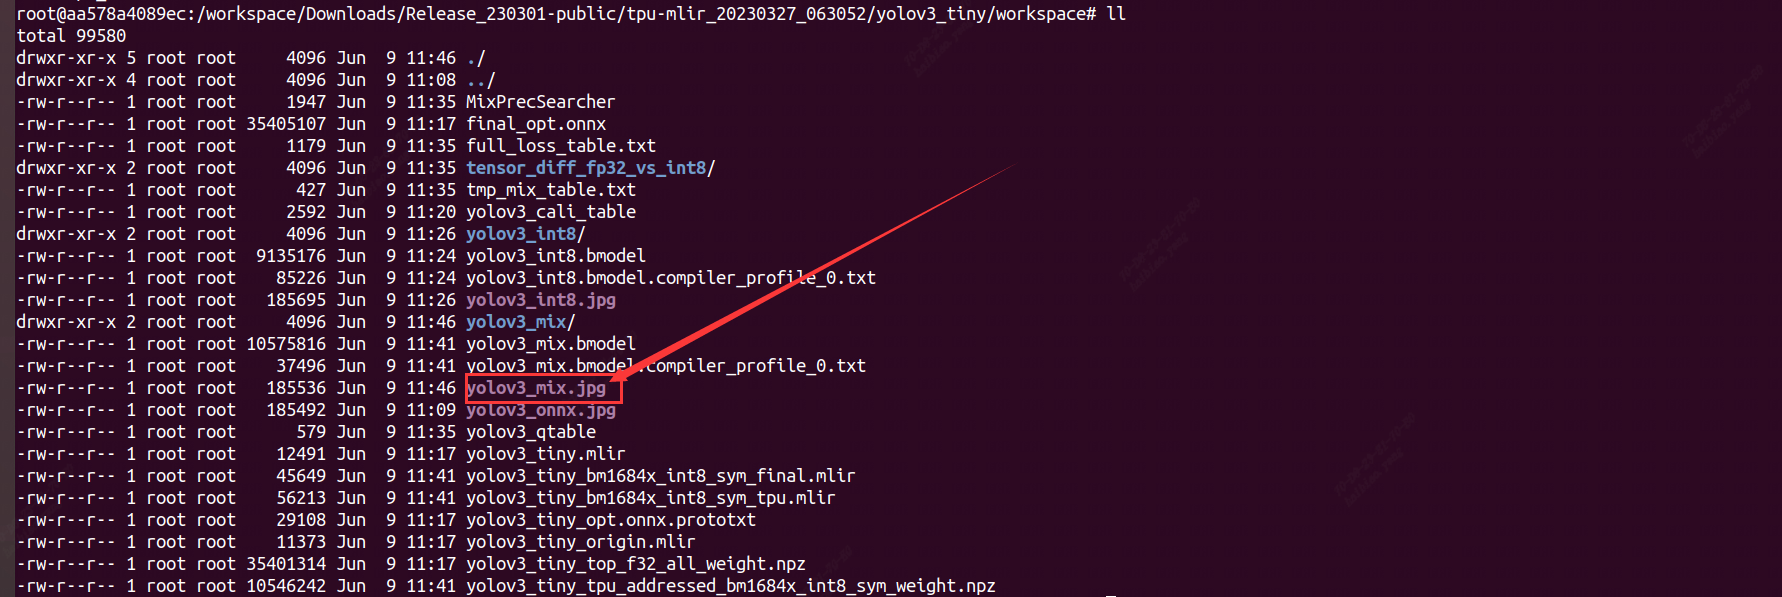 root@aa578a4089ec:/workspace/Downloads/Release_230301-public/tpu-mlir_20230327_063052/yolov3_tiny/workspace# ll
total 99580
drwxr-xr-x 5 root root     4096 Jun  9 11:46 ./
drwxr-xr-x 4 root root     4096 Jun  9 11:08 ../
-rw-r--r-- 1 root root     1947 Jun  9 11:35 MixPrecSearcher
-rw-r--r-- 1 root root 35405107 Jun  9 11:17 final_opt.onnx
-rw-r--r-- 1 root root     1179 Jun  9 11:35 full_loss_table.txt
drwxr-xr-x 2 root root     4096 Jun  9 11:35 tensor_diff_fp32_vs_int8/
-rw-r--r-- 1 root root      427 Jun  9 11:35 tmp_mix_table.txt
-rw-r--r-- 1 root root     2592 Jun  9 11:20 yolov3_cali_table
drwxr-xr-x 2 root root     4096 Jun  9 11:26 yolov3_int8/
-rw-r--r-- 1 root root  9135176 Jun  9 11:24 yolov3_int8.bmodel
-rw-r--r-- 1 root root    85226 Jun  9 11:24 yolov3_int8.bmodel.compiler_profile_0.txt
-rw-r--r-- 1 root root   185695 Jun  9 11:26 yolov3_int8.jpg
drwxr-xr-x 2 root root     4096 Jun  9 11:46 yolov3_mix/
-rw-r--r-- 1 root root 10575816 Jun  9 11:41 yolov3_mix.bmodel
-rw-r--r-- 1 root root    37496 Jun  9 11:41 yolov3_mix.bmodel.compiler_profile_0.txt
-rw-r--r-- 1 root root   185536 Jun  9 11:46 yolov3_mix.jpg
-rw-r--r-- 1 root root   185492 Jun  9 11:09 yolov3_onnx.jpg
-rw-r--r-- 1 root root      579 Jun  9 11:35 yolov3_qtable
-rw-r--r-- 1 root root    12491 Jun  9 11:17 yolov3_tiny.mlir
-rw-r--r-- 1 root root    45649 Jun  9 11:41 yolov3_tiny_bm1684x_int8_sym_final.mlir
-rw-r--r-- 1 root root    56213 Jun  9 11:41 yolov3_tiny_bm1684x_int8_sym_tpu.mlir
-rw-r--r-- 1 root root    29108 Jun  9 11:17 yolov3_tiny_opt.onnx.prototxt
-rw-r--r-- 1 root root    11373 Jun  9 11:17 yolov3_tiny_origin.mlir
-rw-r--r-- 1 root root 35401314 Jun  9 11:17 yolov3_tiny_top_f32_all_weight.npz
-rw-r--r-- 1 root root 10546242 Jun  9 11:41 yolov3_tiny_tpu_addressed_bm1684x_int8_sym_weight.npz